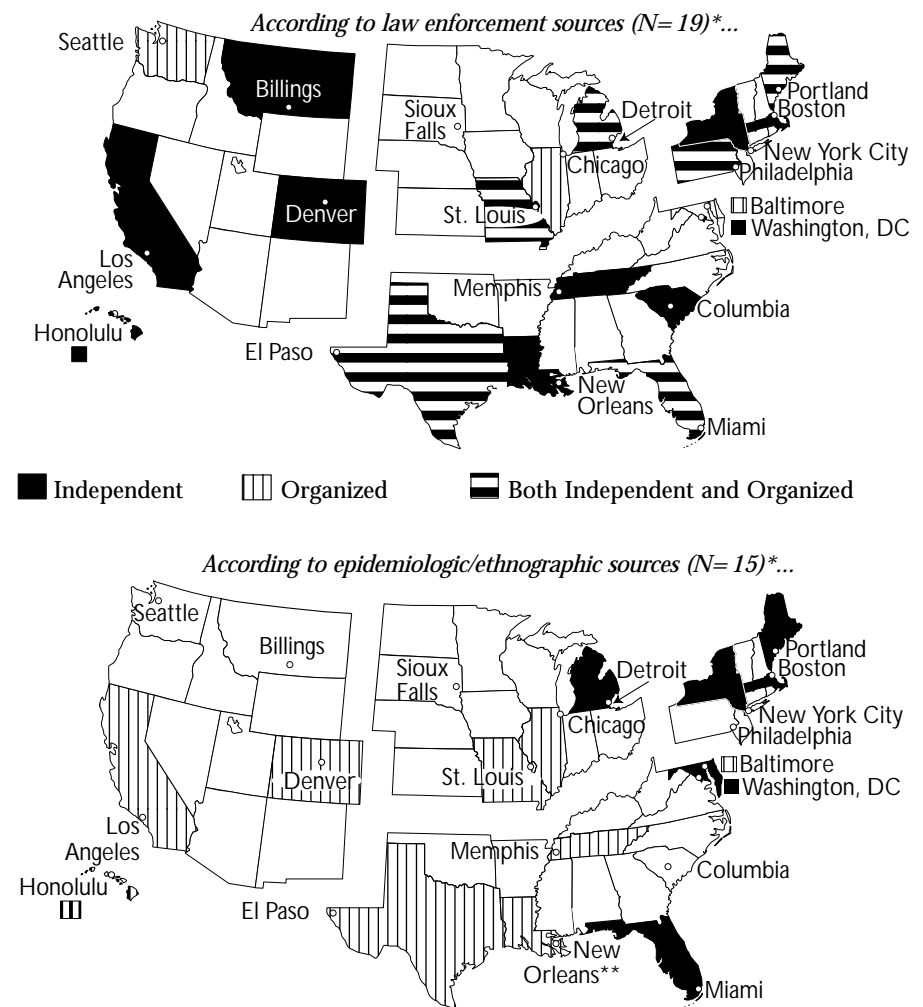 According to law enforcement sources (N=19)*...
Seattle
Billings
Sioux
Falls
Detroit
Portland
Boston
Chicago
New York City
Philadelphia
Denver
St. Louis
Baltimore
Washington, DC
Los
Angeles
Memphis
Columbia
Honolulu
El Paso
New
Orleans
Miami
Independent
Organized
Both Independent and Organized
According to epidemiologic/ethnographic sources (N=15)*...
Seattle
Billings
Sioux
Falls
Detroit
Portland
Boston
Chicago
New York City
Philadelphia
Denver
St. Louis
Baltimore
Washington, DC
Los
Angeles
Memphis
Columbia
Honolulu
El Paso
New
Orleans**
Miami